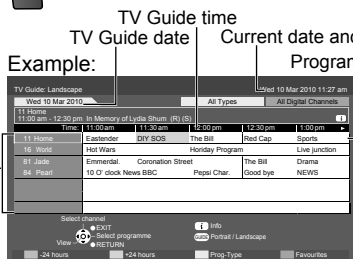 TV Guide time
TV Guide date
Current date and
Program
Example:
TV Guide: Landscape
Wed 10 Mar 2010 11:27 am
Wed 10 Mar 2010
All Types
All Digital Channels
11 Home
11:00 am - 12:30 pm In Memory of Lydia Shum (R) (S)
i
Time: 11:00am 11:30am 12:00 pm 12:30 pm 1:00 pm
11 Home Eastender DIY SOS The Bill Red Cap Sports
16 World Hot Wars Horiday Program Live junction
81 Jade Emmerdal. Coronation Street The Bill Drama
84 Pearl 10 O' clock News BBC Pepsi Char. Good bye NEWS
Select channel
EXIT
i Info
Select programme
GUIDE Portrait / Landscape
View
RETURN
-24 hours +24 hours Prog-Type Favourites